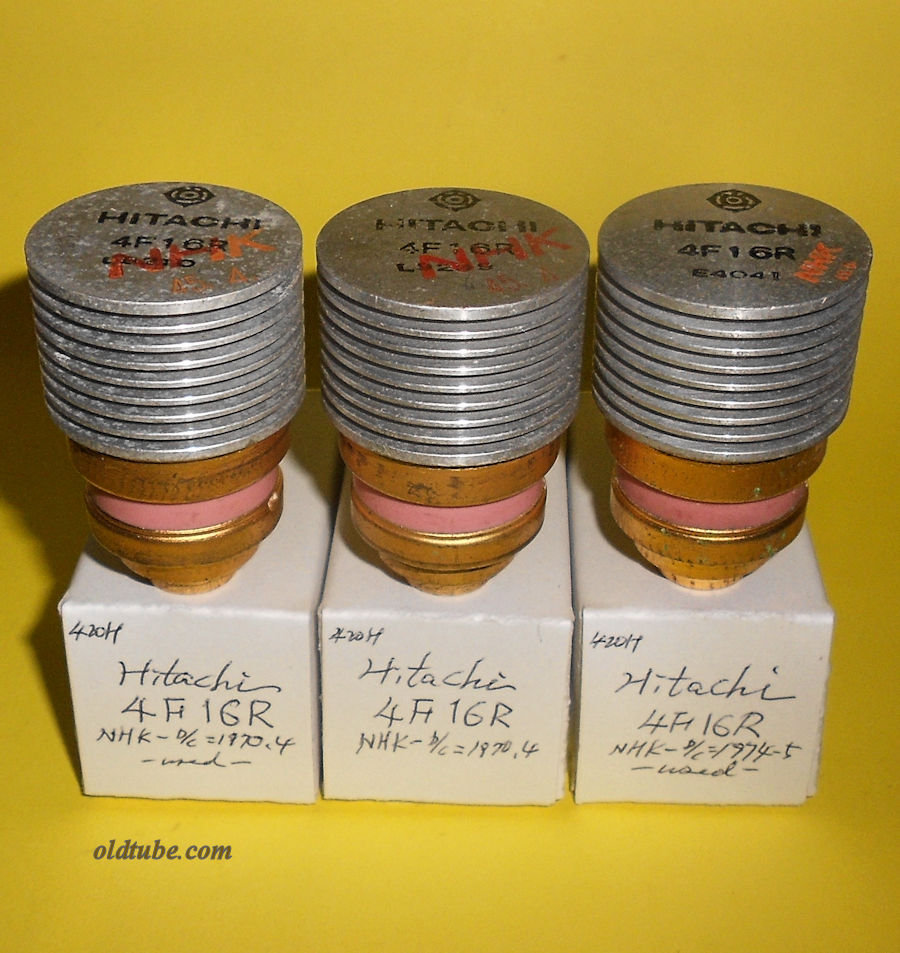 HITACHI
4F16R
NHK
HITACHI
4F16R
NHK
HITACHI
4F16R
E4041
NHK
420H
Hitachi
4F16R
NHK-D/C=1970.4
-used-
420H
Hitachi
4F16R
NHK-D/C=1970.4
420H
Hitachi
4F16R
NHK-D/C=1974-5
-used-
oldtube.com